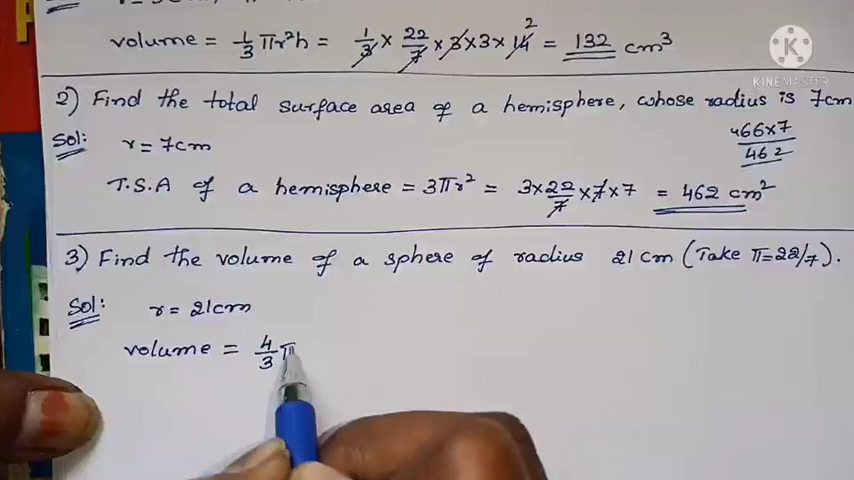 volume = 1/3 πr²h = 1/3 × 22/7 × 3 × 3 × 14 2 = 132 cm³
K
KINEMASTER
2) Find the total surface area of a hemisphere, whose radius is 7cm
Sol: r = 7cm
66×7
462
T.S.A of a hemisphere = 3πr² = 3×22/7×7×7 = 462 cm²
3) Find the volume of a sphere of radius 21 cm (Take π=22/7).
Sol: r = 21cm
volume = 4/3 π